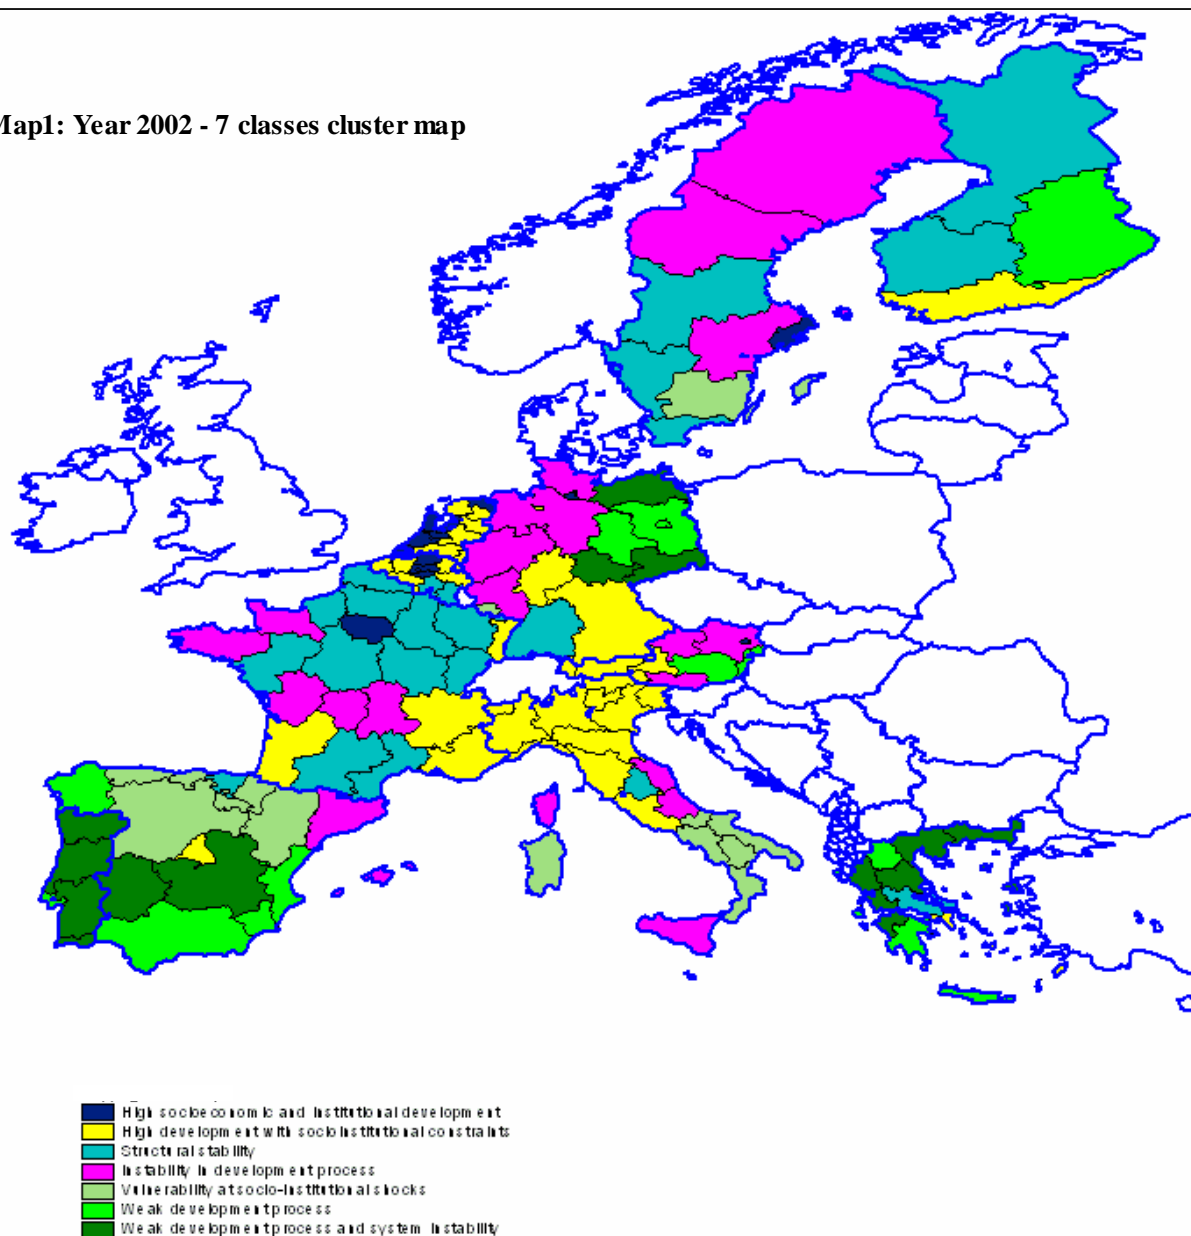 Map1: Year 2002 - 7 classes cluster map
High socioeconomic and institutional development
High development with socioinstitutional constraints
Structural stability
Instability in development process
Vulnerability at socio-institutional shocks
Weak development process
Weak development process and system instability